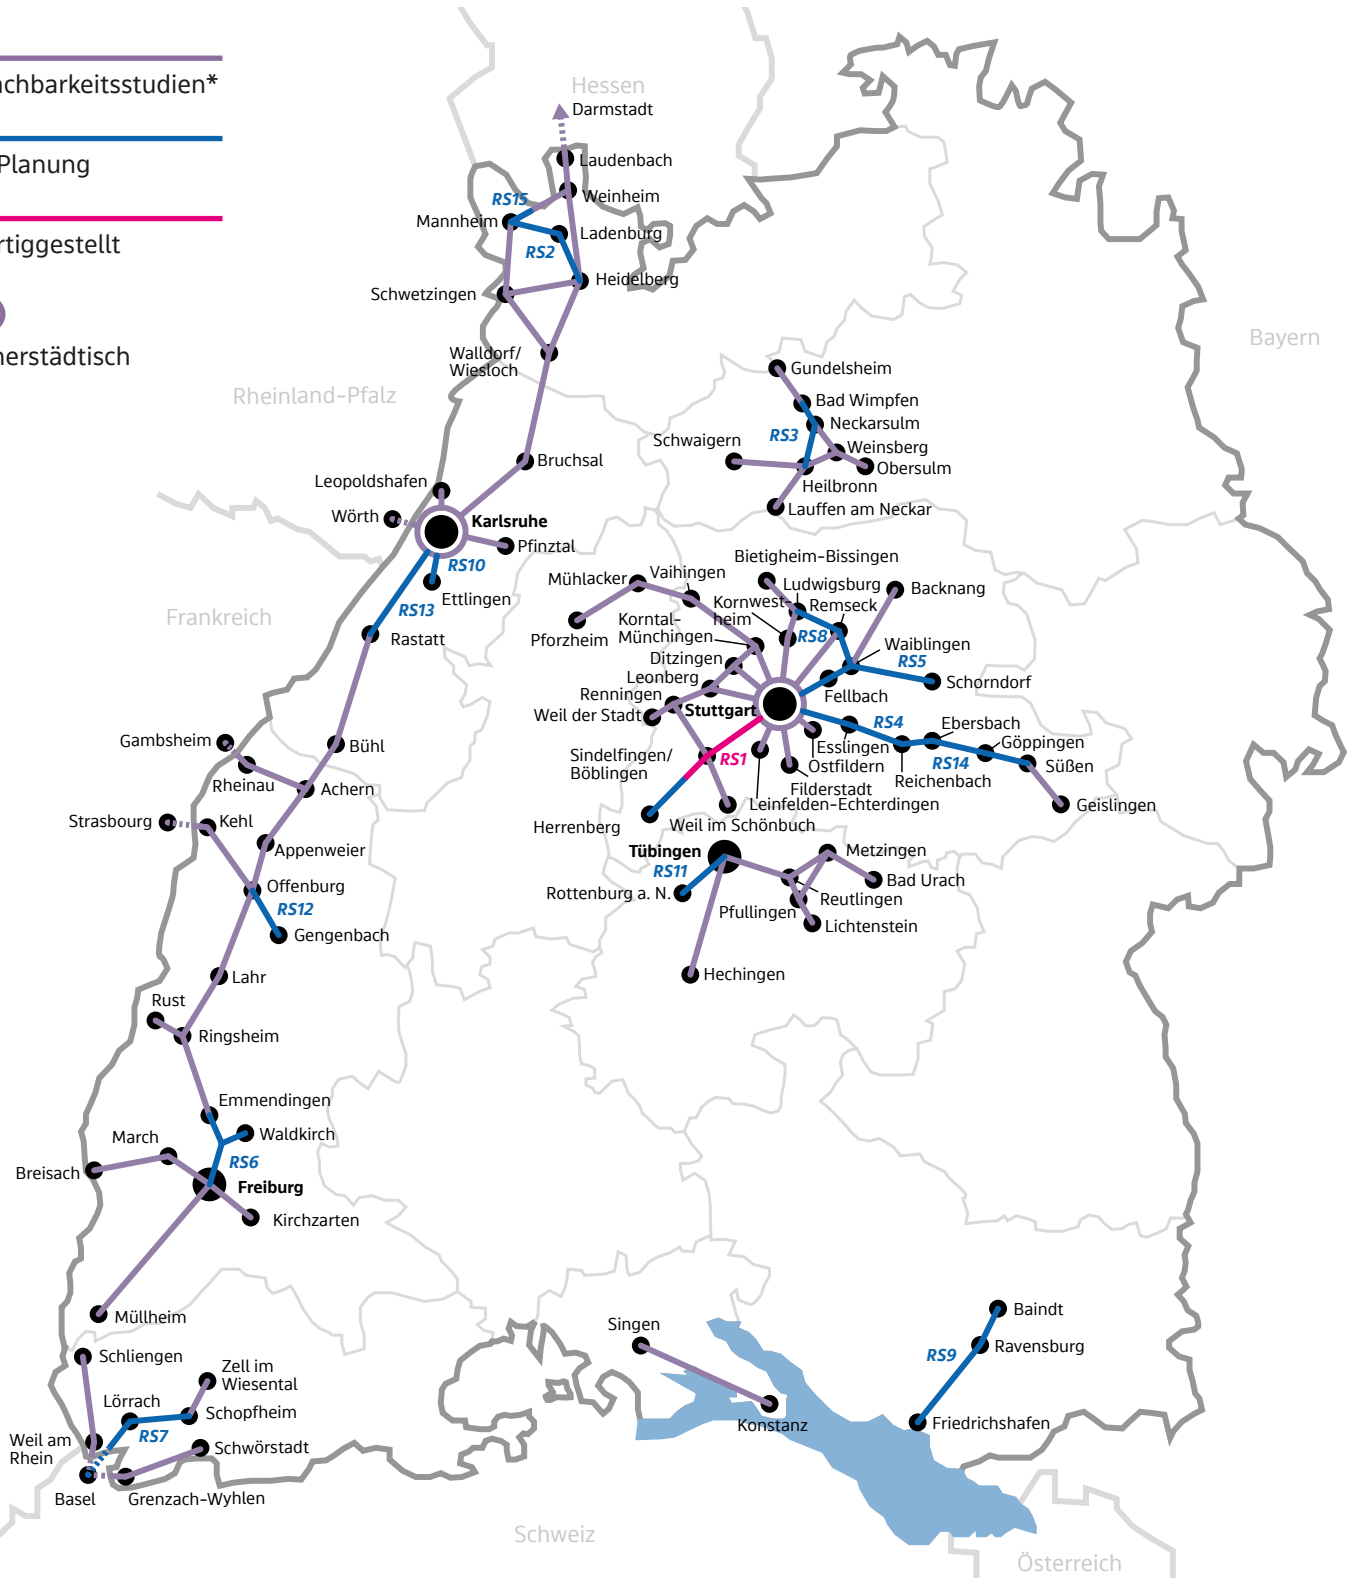 achbarkeitsstudien*
Planung
rtiggestellt
nerstädtisch
Hessen
Darmstadt
Laudenbach
Weinheim
RS15
Mannheim
Ladenburg
RS2
Heidelberg
Schwetzingen
Walldorf/
Wiesloch
Bayern
Rheinland-Pfalz
Gundelsheim
Bad Wimpfen
Neckarsulm
RS3
Schwaigern
Weinsberg
Obersulm
Heilbronn
Lauffen am Neckar
Bruchsal
Leopoldshafen
Wörth
Karlsruhe
Pfinztal
RS10
Ettlingen
RS13
Rastatt
Frankreich
Bietigheim-Bissingen
Mühlacker
Vaihingen
Ludwigsburg
Backnang
Kornwest-
heim
Remseck
Pforzheim
Korntal-
Münchingen
RS8
Waiblingen
Ditzingen
RS5
Leonberg
Schorndorf
Renningen
Fellbach
Weil der Stadt
Stuttgart
RS4
Ebersbach
Göppingen
Esslingen
RS14
Süßen
Sindelfingen/
Böblingen
RS1
Ostfildern
Reichenbach
Filderstadt
Leinfelden-Echterdingen
Geislingen
Herrenberg
Weil im Schönbuch
Gambsheim
Bühl
Rheinau
Achern
Strasbourg
Kehl
Appenweier
Offenburg
RS12
Gengenbach
Tübingen
Metzingen
RS11
Bad Urach
Rottenburg a. N.
Reutlingen
Pfullingen
Lichtenstein
Hechingen
Lahr
Rust
Ringsheim
Emmendingen
Waldkirch
March
RS6
Breisach
Freiburg
Kirchzarten
Müllheim
Schliengen
Zell im
Wiesental
Lörrach
Schopfheim
RS7
Weil am
Rhein
Schwörstadt
Basel
Grenzach-Wyhlen
Singen
Konstanz
Baindt
Ravensburg
RS9
Friedrichshafen
Schweiz
Österreich